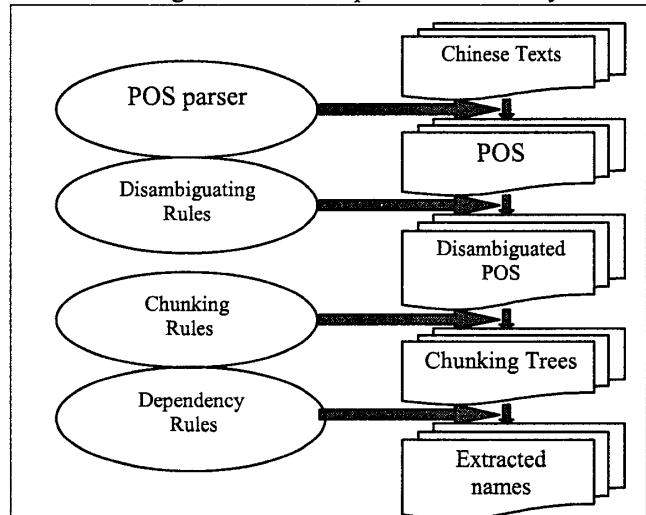 Chinese Texts
POS parser
POS
Disambiguating
Rules
Disambiguated
POS
Chunking
Rules
Chunking Trees
Dependency
Rules
Extracted
names